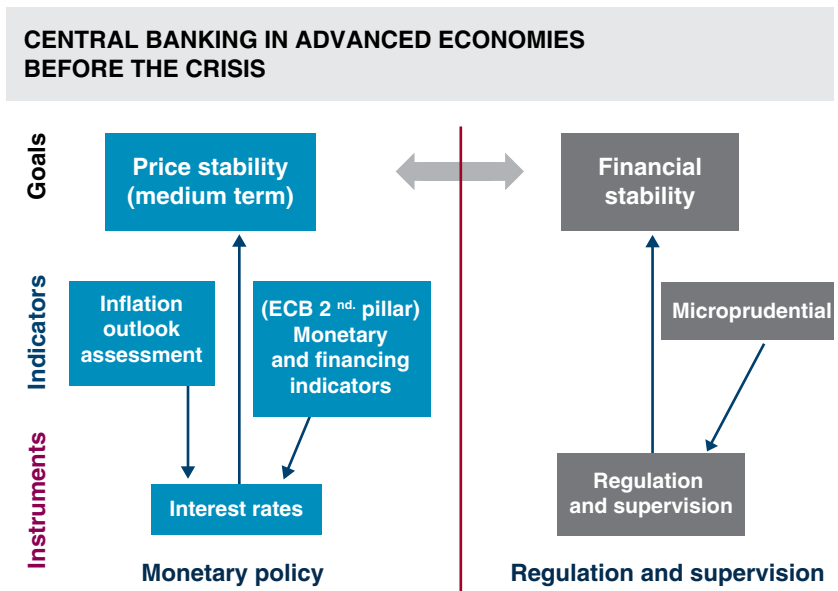 CENTRAL BANKING IN ADVANCED ECONOMIES
BEFORE THE CRISIS
Goals
Price stability
(medium term)
Financial
stability
Indicators
Inflation
outlook
assessment
(ECB 2 nd. pillar)
Monetary
and financing
indicators
Microprudential
Instruments
Interest rates
Regulation
and supervision
Monetary policy
Regulation and supervision